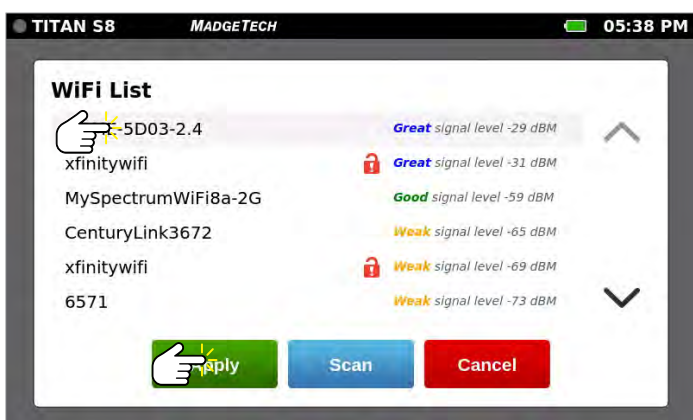 TITAN S8 MADGETECH 05:38 PM
WiFi List
-5D03-2.4 Great signal level -29 dBM
xfinitywifi Great signal level -31 dBM
MySpectrumWiFi8a-2G Good signal level -59 dBM
CenturyLink3672 Weak signal level -65 dBM
xfinitywifi Weak signal level -69 dBM
6571 Weak signal level -73 dBM
Apply Scan Cancel